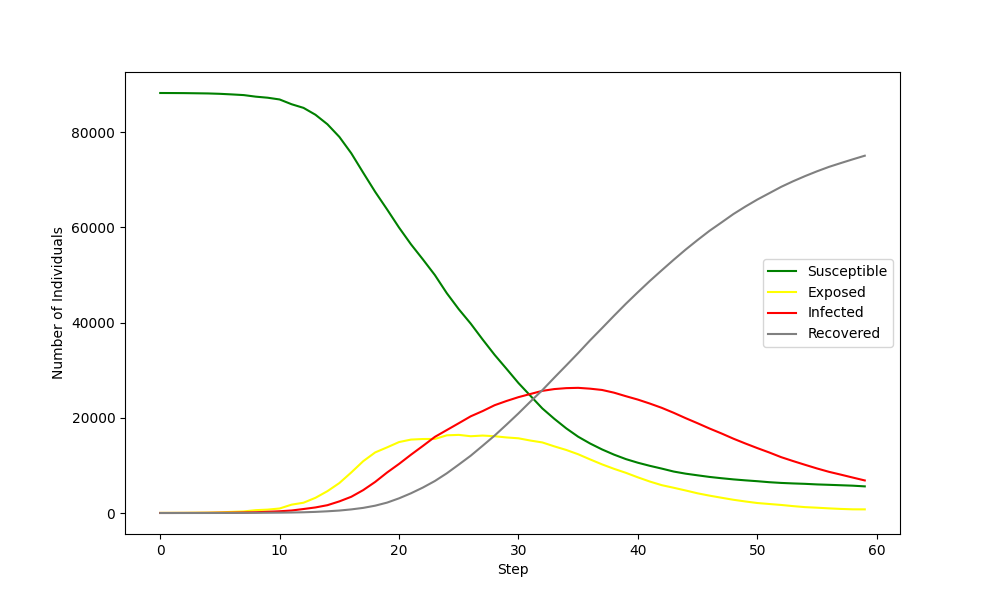 80000
60000
40000
20000
0
Number of Individuals
0 10 20 30 40 50 60
Step
Susceptible
Exposed
Infected
Recovered